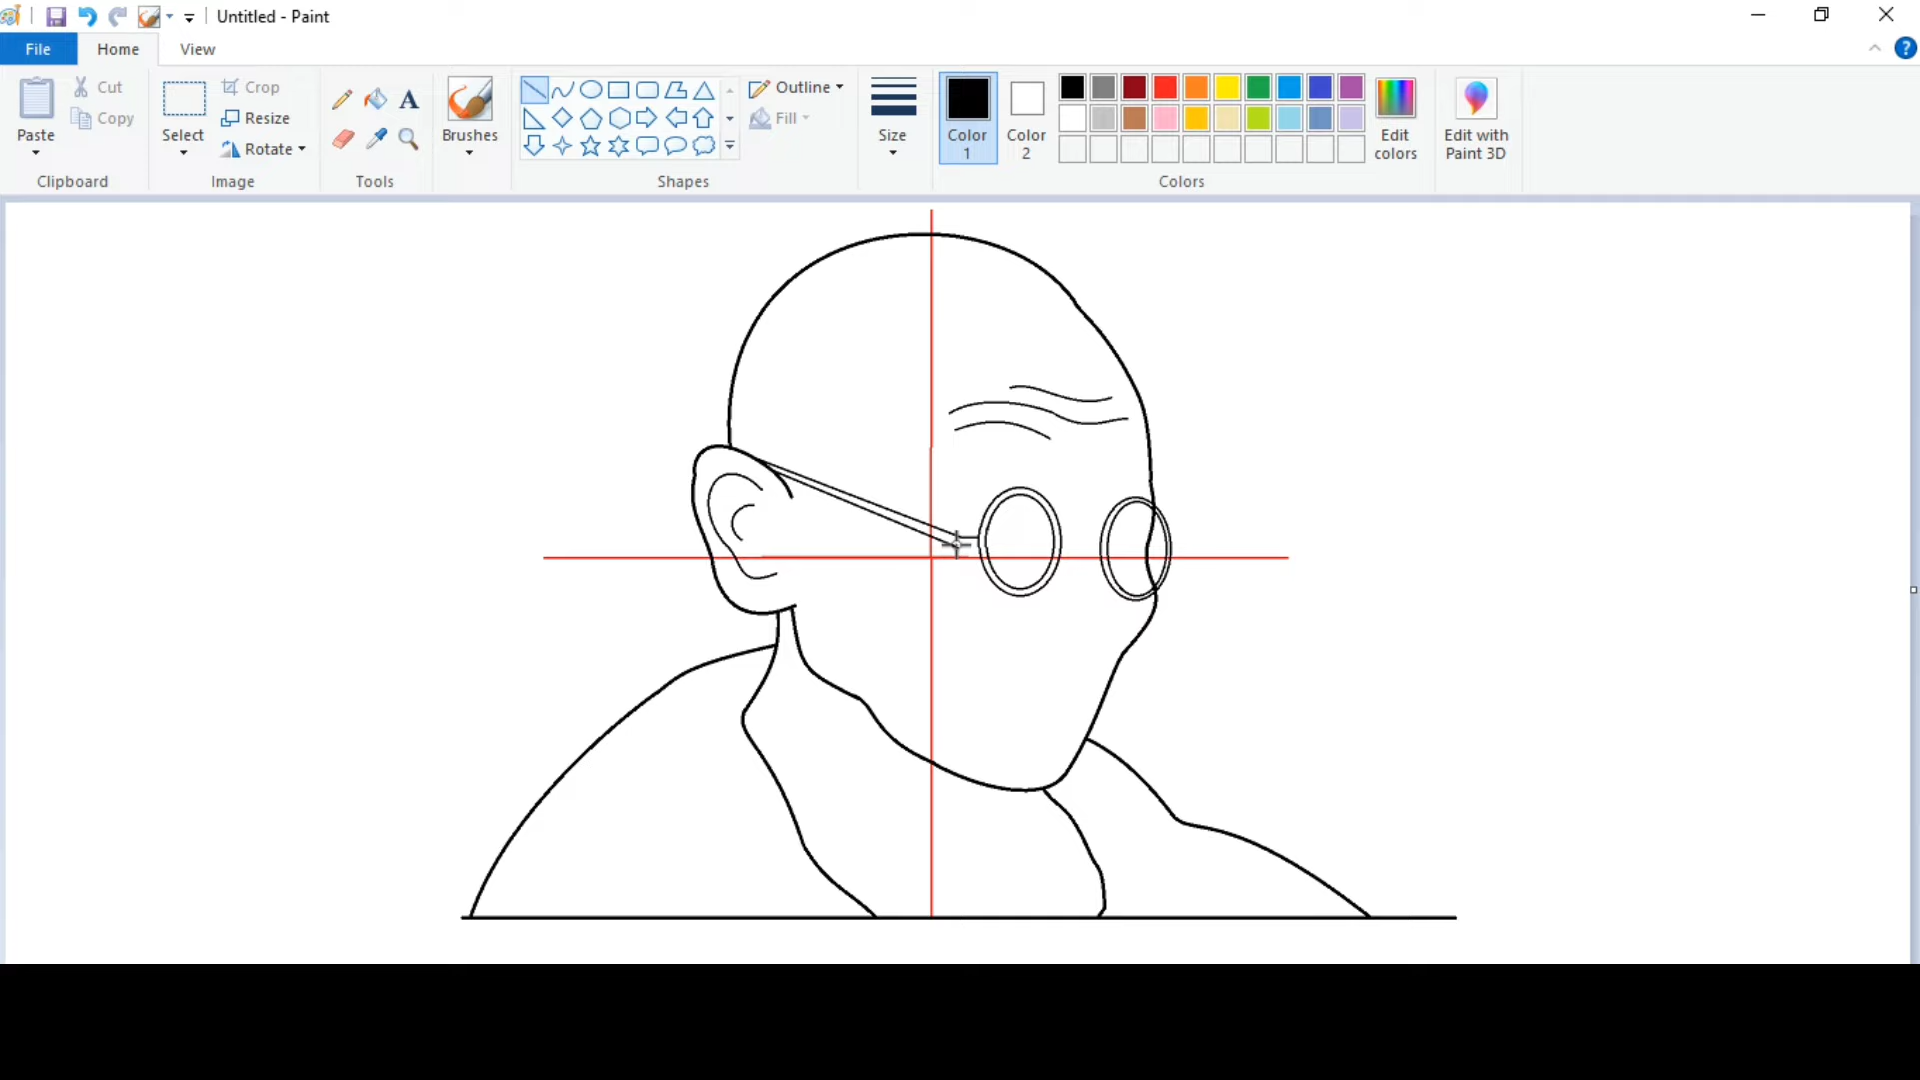 Untitled - Paint
File
Home
View
Paste
Cut
Copy
Clipboard
Select
Crop
Resize
Rotate
Image
A
Tools
Brushes
Shapes
Outline
Fill
Size
Color
1
Color
2
Edit
colors
Colors
Edit with
Paint 3D
?